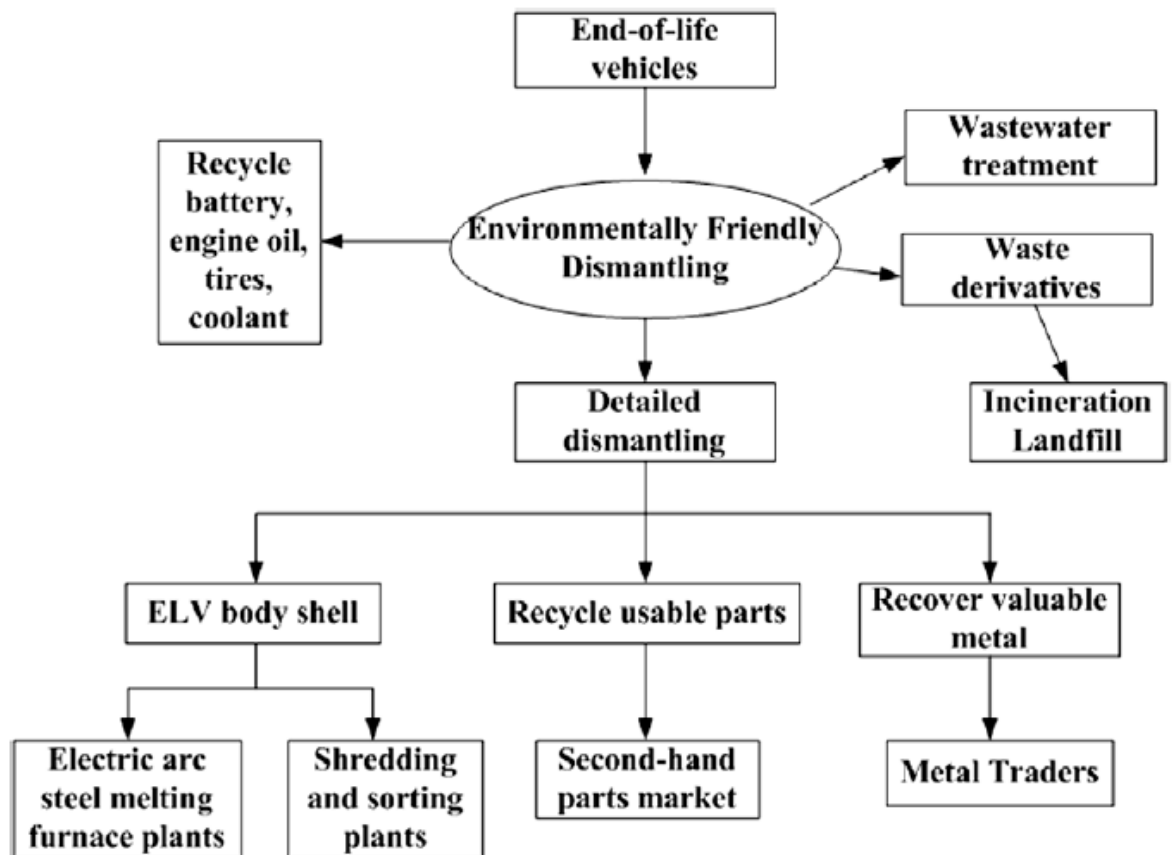 End-of-life
vehicles
Wastewater
treatment
Recycle
battery,
engine oil,
tires,
coolant
Environmentally Friendly
Dismantling
Waste
derivatives
Detailed
dismantling
Incineration
Landfill
ELV body shell
Recycle usable parts
Recover valuable
metal
Electric arc
steel melting
furnace plants
Shredding
and sorting
plants
Second-hand
parts market
Metal Traders